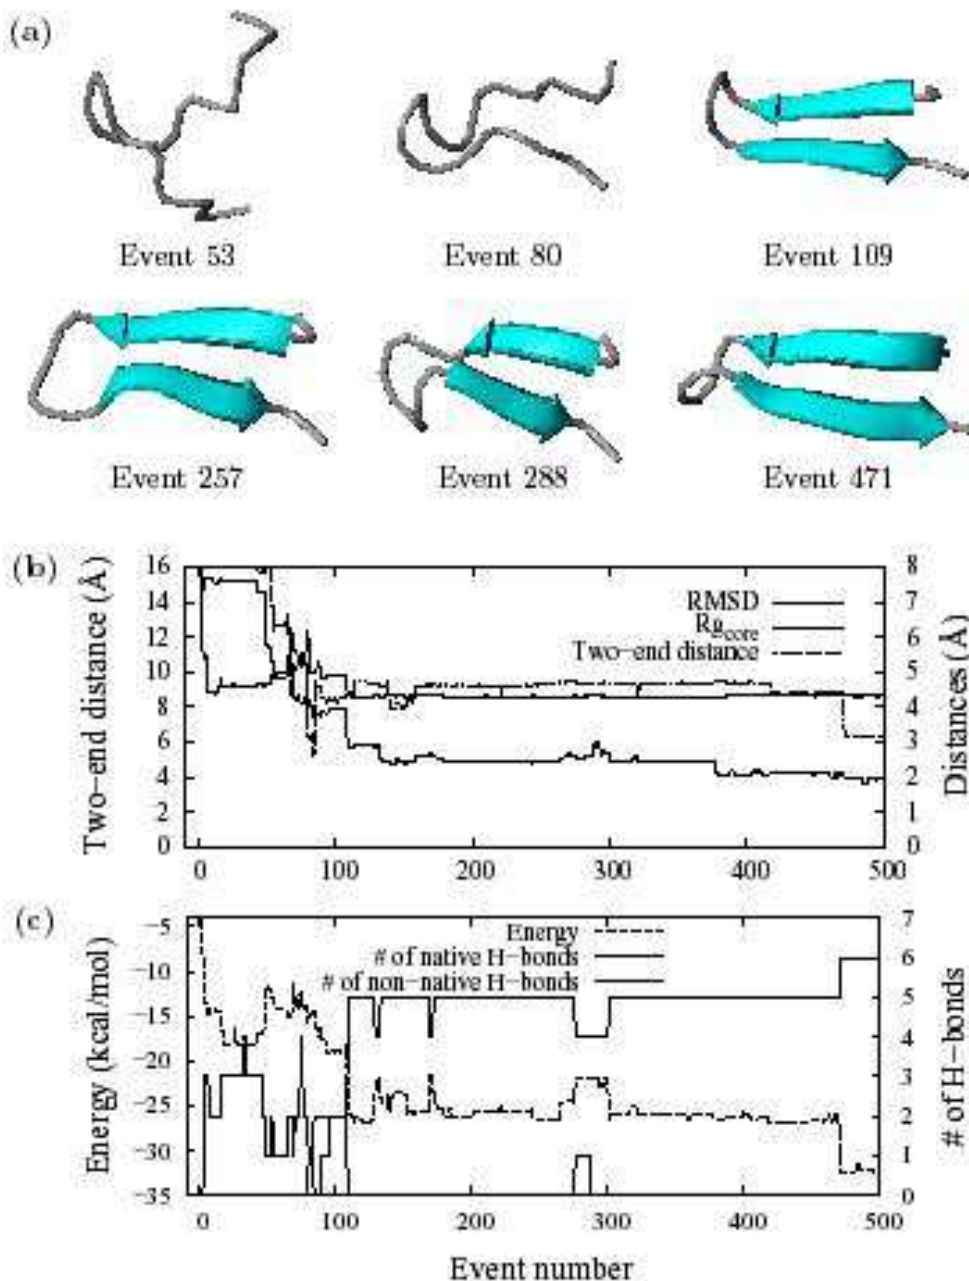 (a)
Event 53
Event 80
Event 109
Event 257
Event 288
Event 471
(b)
Two−end distance (Å)
16
14
12
10
8
6
4
2
0
RMSD
Rgcore
Two−end distance
8
7
6
5
4
3
2
1
0
Distances (Å)
0
100
200
300
400
500
(c)
Energy (kcal/mol)
−5
−10
−15
−20
−25
−30
−35
Energy
# of native H−bonds
# of non−native H−bonds
7
6
5
4
3
2
1
0
# of H−bonds
0
100
200
300
400
500
Event number